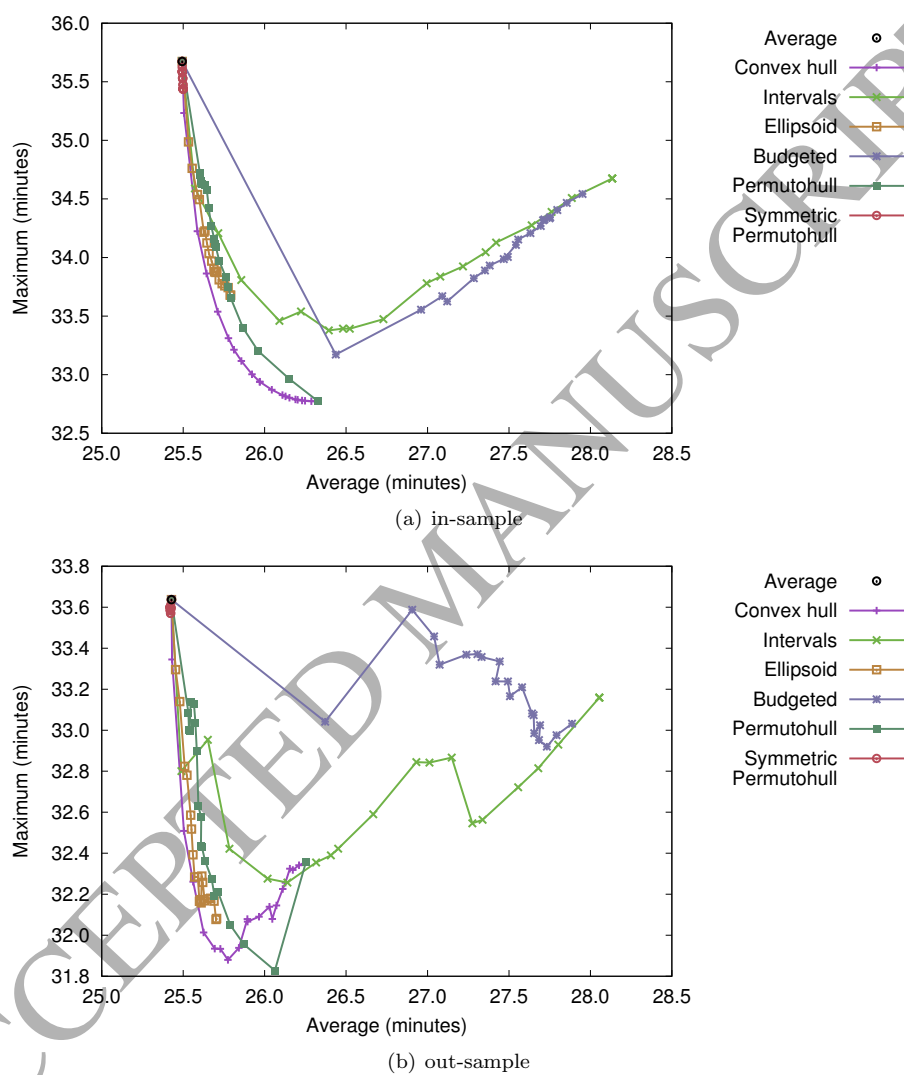 36.0
35.5
35.0
34.5
34.0
33.5
33.0
32.5
25.0 25.5 26.0 26.5 27.0 27.5 28.0 28.5
Maximum (minutes)
Average (minutes)
Average
Convex hull
Intervals
Ellipsoid
Budgeted
Permutohull
Symmetric
Permutohull
(a) in-sample
33.8
33.6
33.4
33.2
33.0
32.8
32.6
32.4
32.2
32.0
31.8
25.0 25.5 26.0 26.5 27.0 27.5 28.0 28.5
Maximum (minutes)
Average (minutes)
Average
Convex hull
Intervals
Ellipsoid
Budgeted
Permutohull
Symmetric
Permutohull
(b) out-sample
CEPTED MANUSCRIP